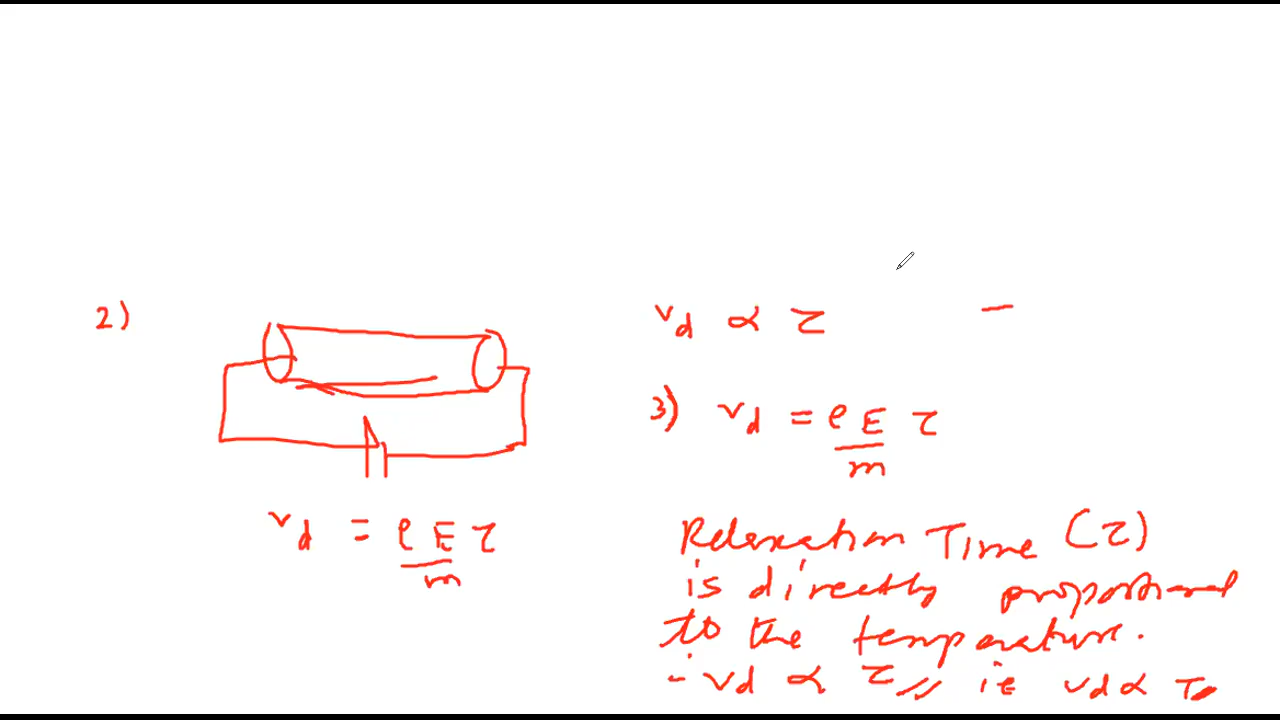 2)
vd = eE/m τ
vd ∝ τ
3) vd = eE/m τ
Relaxation Time (τ)
is directly proportional
to the temperature.
∴ vd ∝ τ // ie vd ∝ T